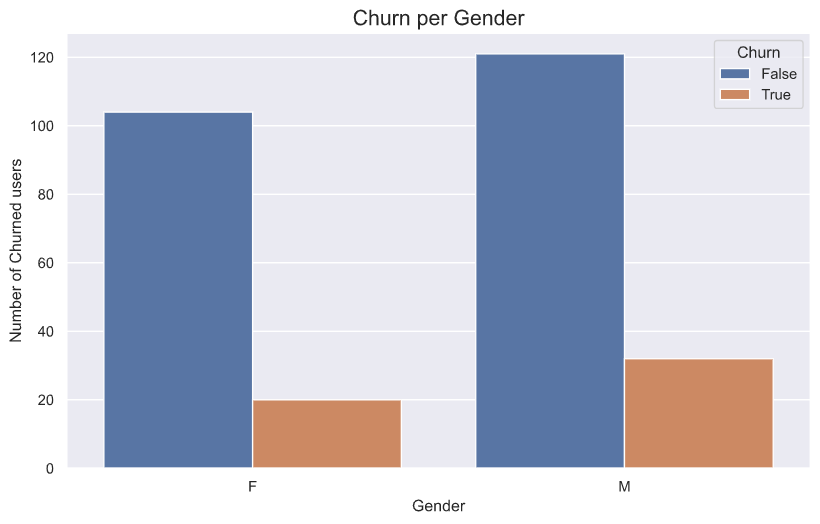 Churn per Gender
Number of Churned users
120
100
80
60
40
20
0
Churn
False
True
F
M
Gender